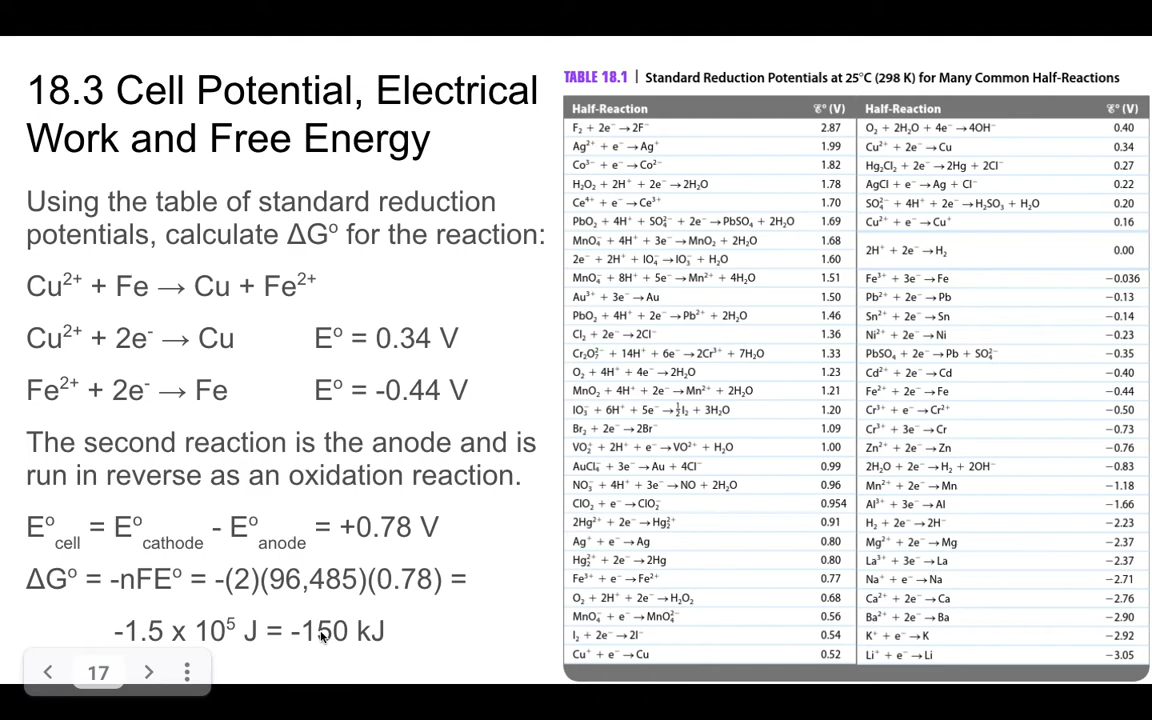 18.3 Cell Potential, Electrical
Work and Free Energy
Using the table of standard reduction
potentials, calculate ΔG° for the reaction:
Cu²⁺ + Fe → Cu + Fe²⁺
Cu²⁺ + 2e⁻ → Cu E° = 0.34 V
Fe²⁺ + 2e⁻ → Fe E° = -0.44 V
The second reaction is the anode and is
run in reverse as an oxidation reaction.
E°cell = E°cathode - E°anode = +0.78 V
ΔG° = -nFE° = -(2)(96,485)(0.78) =
-1.5 x 10⁵ J = -150 kJ
17
TABLE 18.1 | Standard Reduction Potentials at 25°C (298 K) for Many Common Half-Reactions
Half-Reaction ℰ° (V) Half-Reaction ℰ° (V)
F₂ + 2e⁻ → 2F⁻ 2.87
Ag²⁺ + e⁻ → Ag⁺ 1.99
Co³⁺ + e⁻ → Co²⁻ 1.82
H₂O₂ + 2H⁺ + 2e⁻ → 2H₂O 1.78
Ce⁴⁺ + e⁻ → Ce³⁺ 1.70
PbO₂ + 4H⁺ + SO₄²⁻ + 2e⁻ → PbSO₄ + 2H₂O 1.69
MnO₄⁻ + 4H⁺ + 3e⁻ → MnO₂ + 2H₂O 1.68
2e⁻ + 2H⁺ + IO₄⁻ → IO₃⁻ + H₂O 1.60
MnO₄⁻ + 8H⁺ + 5e⁻ → Mn²⁺ + 4H₂O 1.51
Au³⁺ + 3e⁻ → Au 1.50
PbO₂ + 4H⁺ + 2e⁻ → Pb²⁺ + 2H₂O 1.46
Cl₂ + 2e⁻ → 2Cl⁻ 1.36
Cr₂O₇²⁻ + 14H⁺ + 6e⁻ → 2Cr³⁺ + 7H₂O 1.33
O₂ + 4H⁺ + 4e⁻ → 2H₂O 1.23
MnO₂ + 4H⁺ + 2e⁻ → Mn²⁺ + 2H₂O 1.21
IO₃⁻ + 6H⁺ + 5e⁻ → ½I₂ + 3H₂O 1.20
Br₂ + 2e⁻ → 2Br⁻ 1.09
VO₂⁺ + 2H⁺ + e⁻ → VO²⁺ + H₂O 1.00
AuCl₄⁻ + 3e⁻ → Au + 4Cl⁻ 0.99
NO₃⁻ + 4H⁺ + 3e⁻ → NO + 2H₂O 0.96
ClO₂ + e⁻ → ClO₂⁻ 0.954
2Hg²⁺ + 2e⁻ → Hg₂²⁺ 0.91
Ag⁺ + e⁻ → Ag 0.80
Hg₂²⁺ + 2e⁻ → 2Hg 0.80
Fe³⁺ + e⁻ → Fe²⁺ 0.77
O₂ + 2H⁺ + 2e⁻ → H₂O₂ 0.68
MnO₄⁻ + e⁻ → MnO₄²⁻ 0.56
I₂ + 2e⁻ → 2I⁻ 0.54
Cu⁺ + e⁻ → Cu 0.52
O₂ + 2H₂O + 4e⁻ → 4OH⁻ 0.40
Cu²⁺ + 2e⁻ → Cu 0.34
Hg₂Cl₂ + 2e⁻ → 2Hg + 2Cl⁻ 0.27
AgCl + e⁻ → Ag + Cl⁻ 0.22
SO₄²⁻ + 4H⁺ + 2e⁻ → H₂SO₃ + H₂O 0.20
Cu²⁺ + e⁻ → Cu⁺ 0.16
2H⁺ + 2e⁻ → H₂ 0.00
Fe³⁺ + 3e⁻ → Fe −0.036
Pb²⁺ + 2e⁻ → Pb −0.13
Sn²⁺ + 2e⁻ → Sn −0.14
Ni²⁺ + 2e⁻ → Ni −0.23
PbSO₄ + 2e⁻ → Pb + SO₄²⁻ −0.35
Cd²⁺ + 2e⁻ → Cd −0.40
Fe²⁺ + 2e⁻ → Fe −0.44
Cr³⁺ + e⁻ → Cr²⁺ −0.50
Cr³⁺ + 3e⁻ → Cr −0.73
Zn²⁺ + 2e⁻ → Zn −0.76
2H₂O + 2e⁻ → H₂ + 2OH⁻ −0.83
Mn²⁺ + 2e⁻ → Mn −1.18
Al³⁺ + 3e⁻ → Al −1.66
H₂ + 2e⁻ → 2H⁻ −2.23
Mg²⁺ + 2e⁻ → Mg −2.37
La³⁺ + 3e⁻ → La −2.37
Na⁺ + e⁻ → Na −2.71
Ca²⁺ + 2e⁻ → Ca −2.76
Ba²⁺ + 2e⁻ → Ba −2.90
K⁺ + e⁻ → K −2.92
Li⁺ + e⁻ → Li −3.05